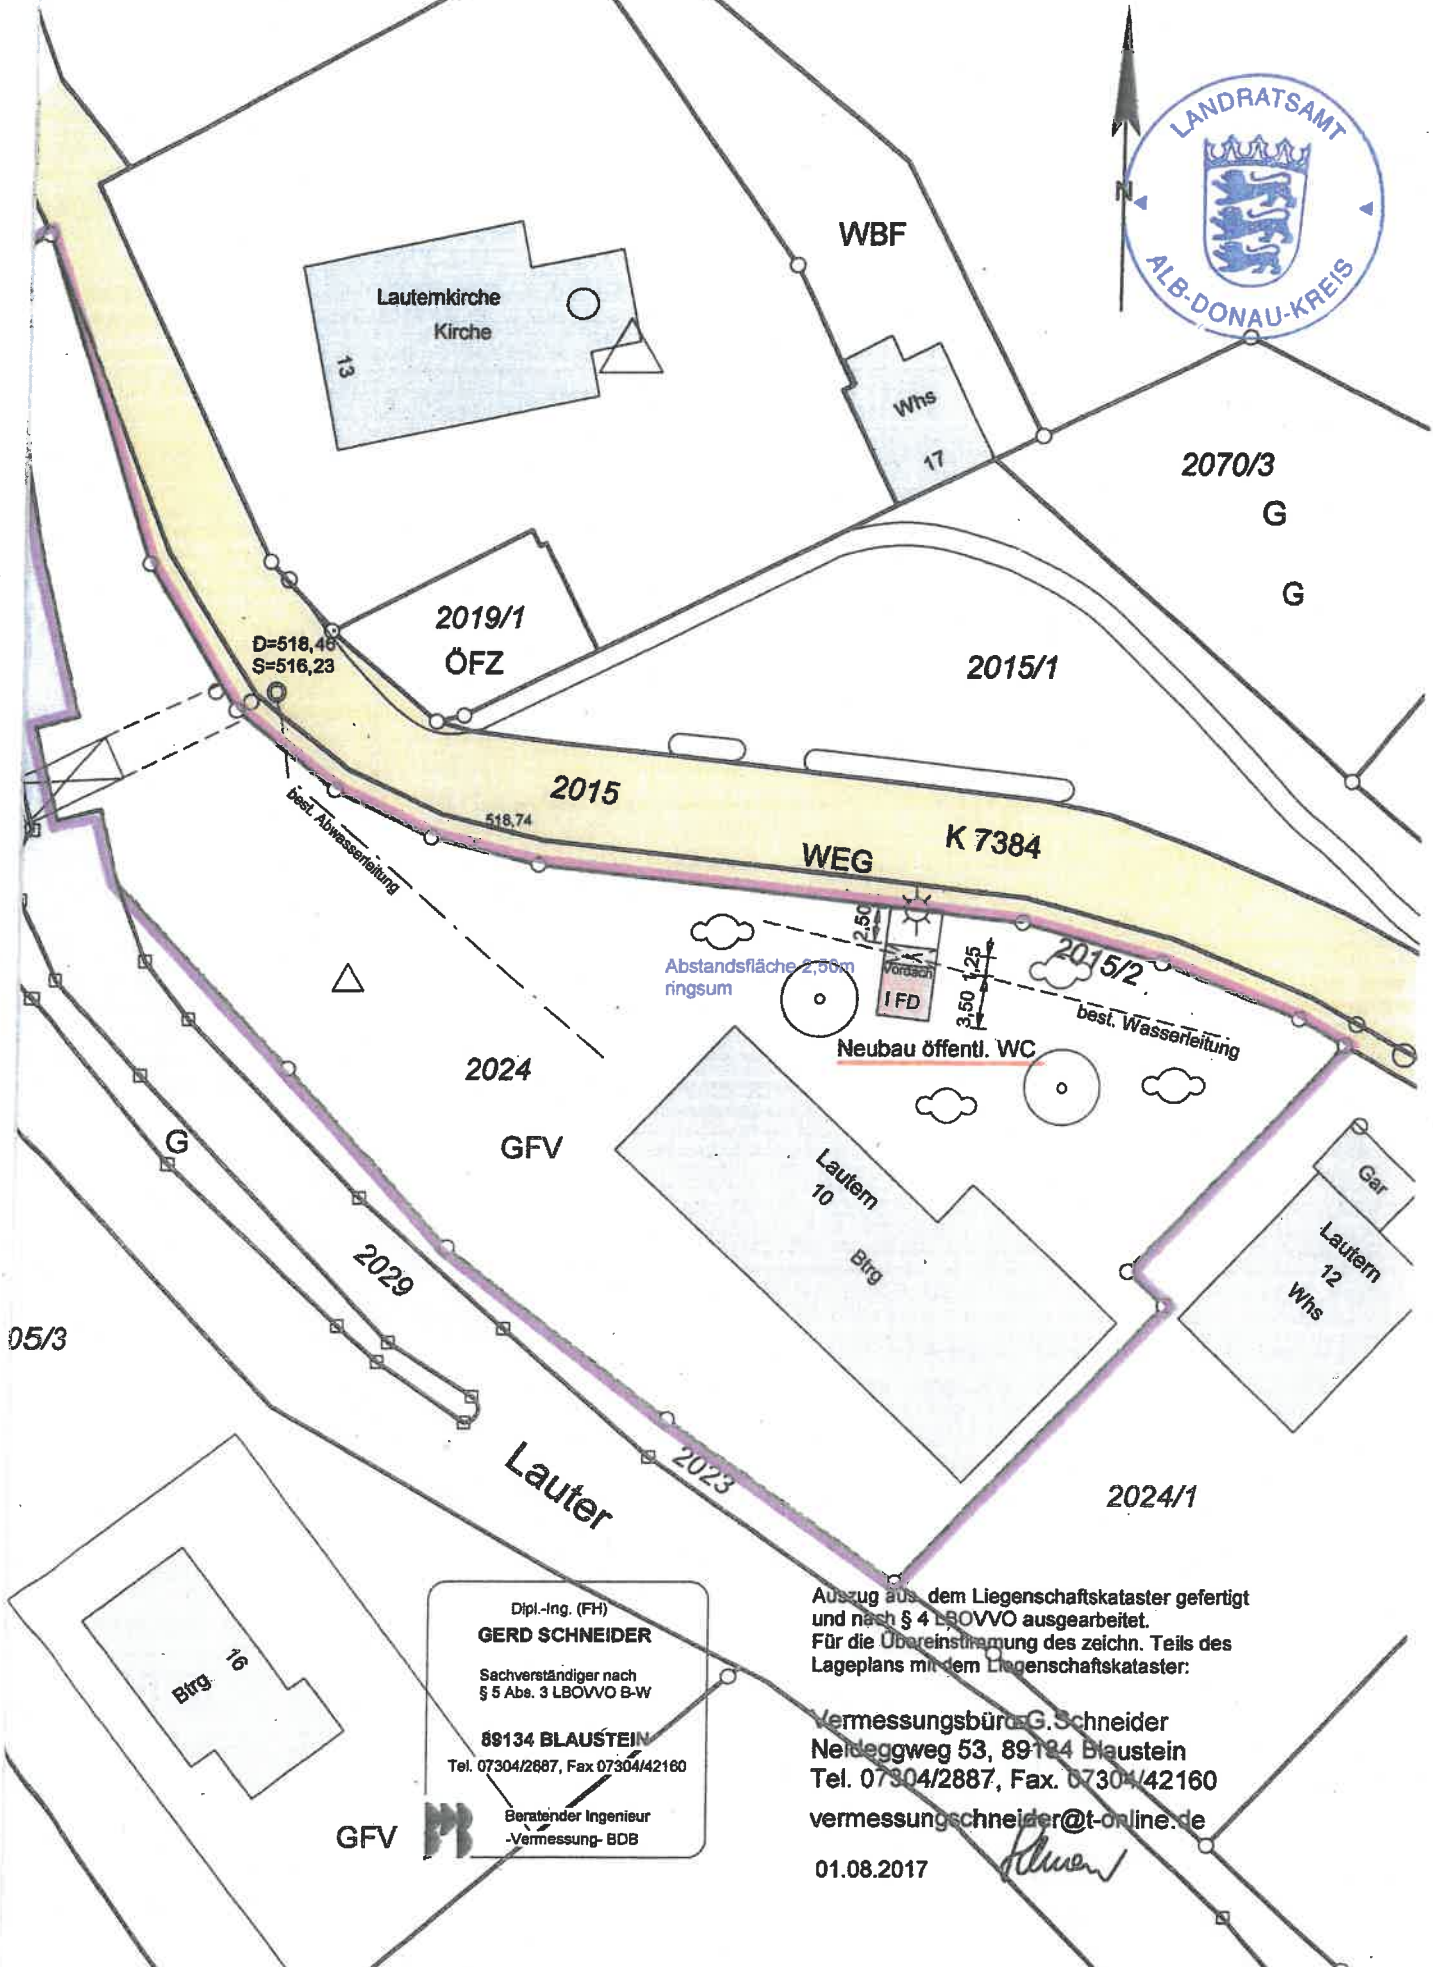 LANDRATSAMT
ALB-DONAU-KREIS
N
WBF
Lauternkirche
Kirche
13
Whs
17
2070/3
G
G
2019/1
ÖFZ
D=518,46
S=516,23
2015/1
2015
K 7384
WEG
518,74
best. Abwasserleitung
2,50
1,25
3,50
Vordach
I FD
Abstandsfläche 2,50m
ringsum
2015/2
best. Wasserleitung
Neubau öffentl. WC
2024
GFV
G
Lautern
10
Btrg
Gar
Lautern
12
Whs
2029
05/3
Lauter
2023
2024/1
Btrg
16
GFV
Dipl.-Ing. (FH)
GERD SCHNEIDER
Sachverständiger nach
§ 5 Abs. 3 LBOVVO B-W
89134 BLAUSTEIN
Tel. 07304/2887, Fax 07304/42160
Beratender Ingenieur
-Vermessung- BDB
Auszug aus dem Liegenschaftskataster gefertigt
und nach § 4 LBOVVO ausgearbeitet.
Für die Übereinstimmung des zeichn. Teils des
Lageplans mit dem Liegenschaftskataster:
Vermessungsbüro G.Schneider
Neideggweg 53, 89134 Blaustein
Tel. 07304/2887, Fax. 07304/42160
vermessungschneider@t-online.de
01.08.2017